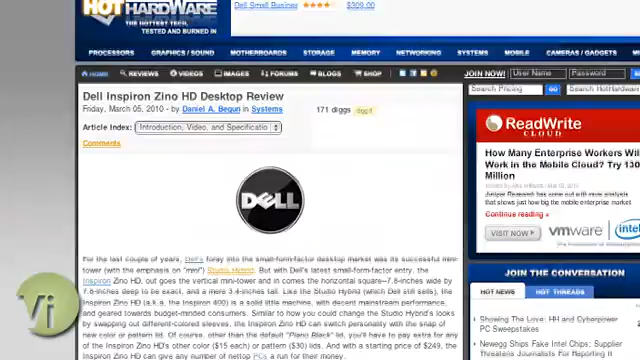 HOT HARDWARE
THE HOTTEST TECH,
TESTED AND BURNED IN
Dell Small Busines $309.00
PROCESSORS GRAPHICS / SOUND MOTHERBOARDS STORAGE MEMORY NETWORKING SYSTEMS MOBILE CAMERAS / GADGETS
HOME REVIEWS VIDEOS IMAGES FORUMS BLOGS SHOP
JOIN NOW! User Name Password
Search Pricing GO Search HotHardware
Dell Inspiron Zino HD Desktop Review
Friday, March 05, 2010 - by Daniel A. Begun in Systems
171 diggs digg it
Article Index: Introduction, Video, and Specificatio
Comments
DELL
For the last couple of years, Dell's foray into the small-form-factor desktop market was its successful mini-
tower (with the emphasis on "mini") Studio Hybrid. But with Dell's latest small-form-factor entry, the
Inspiron Zino HD, out goes the vertical mini-tower and in comes the horizontal square--7.8-inches wide by
7.8-inches deep to be exact, and a mere 3.4-inches tall. Like the Studio Hybrid (which Dell still sells), the
Inspiron Zino HD (a.k.a. the Inspiron 400) is a solid little machine, with decent mainstream performance,
and geared towards budget-minded consumers. Similar to how you could change the Studio Hybrid's looks
by swapping out different-colored sleeves, the Inspiron Zino HD can switch personality with the snap of a
new color or pattern lid. Of course, other than the default "Piano Black" lid, you'll have to pay extra for any
of the Inspiron Zino HD's other color ($15 each) or pattern ($30) lids. And with a starting price of $249, the
Inspiron Zino HD can give any number of nettop PCs a run for their money.
ReadWrite
CLOUD
How Many Enterprise Workers Wil
Work in the Mobile Cloud? Try 130
Million
Juniper Research has come out with more analysis
that shows just how big the mobile enterprise market
Continue reading »
VISIT NOW vmware intel
JOIN THE CONVERSATION
HOT NEWS HOT THREADS
Showing The Love: HH and Cyberpower
PC Sweepstakes
Newegg Ships Fake Intel Chips; Supplier
Threatens Journalists Reporting It
Vi